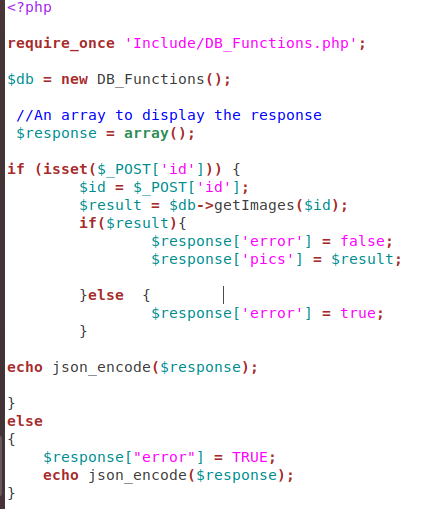 <?php
require_once 'Include/DB_Functions.php';
$db = new DB_Functions();
//An array to display the response
$response = array();
if (isset($_POST['id'])) {
$id = $_POST['id'];
$result = $db->getImages($id);
if($result){
$response['error'] = false;
$response['pics'] = $result;
}else  {
$response['error'] = true;
}
echo json_encode($response);
}
else
{
$response["error"] = TRUE;
echo json_encode($response);
}